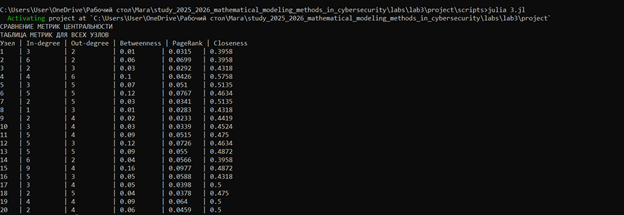 C:\Users\User\OneDrive\Рабочий стол\Mara\study_2025_2026_mathematical_modeling_methods_in_cybersecurity\labs\lab3\project\scripts>julia 3.jl
Activating project at `C:\Users\User\OneDrive\Рабочий стол\Mara\study_2025_2026_mathematical_modeling_methods_in_cybersecurity\labs\lab3\project`
СРАВНЕНИЕ МЕТРИК ЦЕНТРАЛЬНОСТИ
ТАБЛИЦА МЕТРИК ДЛЯ ВСЕХ УЗЛОВ
Узел | In-degree | Out-degree | Betweenness | PageRank | Closeness
1 | 3 | 2 | 0.01 | 0.0315 | 0.3958
2 | 6 | 2 | 0.06 | 0.0699 | 0.3958
3 | 2 | 3 | 0.03 | 0.0292 | 0.4318
4 | 4 | 6 | 0.1 | 0.0426 | 0.5758
5 | 3 | 5 | 0.07 | 0.051 | 0.5135
6 | 5 | 5 | 0.12 | 0.0767 | 0.4634
7 | 2 | 5 | 0.03 | 0.0341 | 0.5135
8 | 1 | 3 | 0.01 | 0.0283 | 0.4318
9 | 2 | 4 | 0.02 | 0.0233 | 0.4419
10 | 3 | 4 | 0.03 | 0.0339 | 0.4524
11 | 5 | 4 | 0.09 | 0.0515 | 0.475
12 | 5 | 3 | 0.12 | 0.0726 | 0.4634
13 | 5 | 5 | 0.09 | 0.055 | 0.4872
14 | 6 | 2 | 0.04 | 0.0566 | 0.3958
15 | 9 | 4 | 0.16 | 0.0977 | 0.4872
16 | 5 | 3 | 0.05 | 0.0588 | 0.4318
17 | 3 | 4 | 0.05 | 0.0398 | 0.5
18 | 2 | 5 | 0.04 | 0.0378 | 0.475
19 | 4 | 4 | 0.09 | 0.064 | 0.5
20 | 2 | 4 | 0.06 | 0.0459 | 0.5